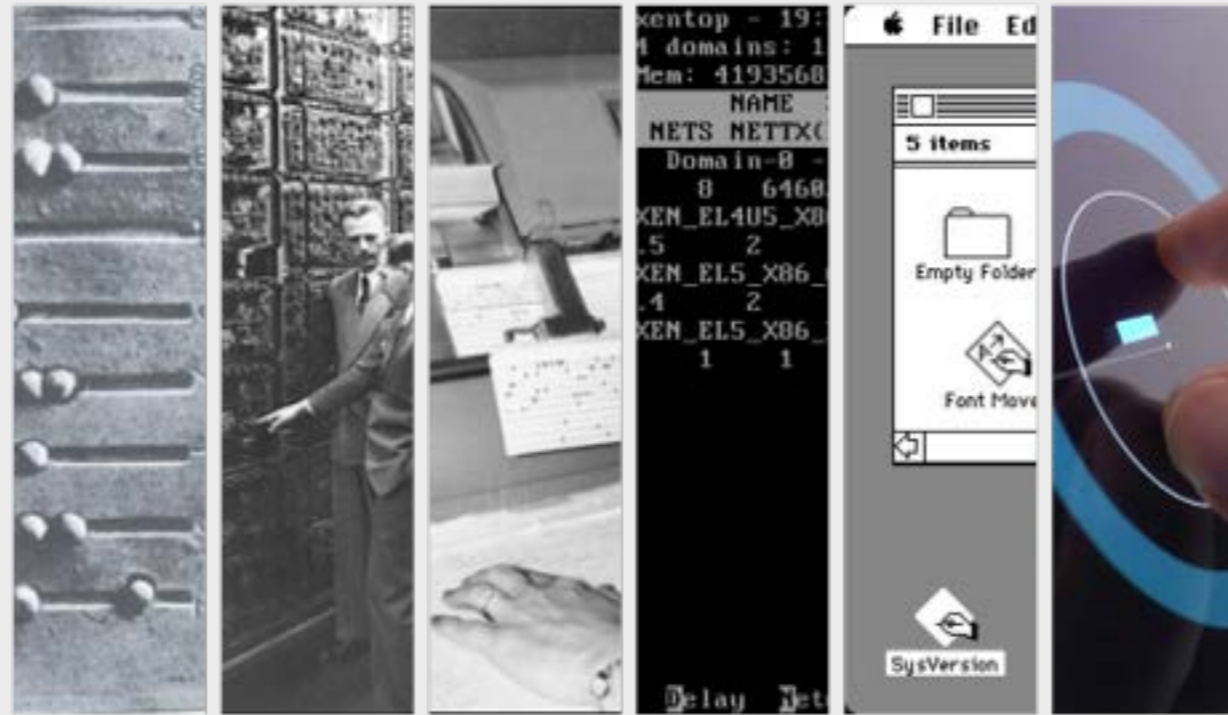 xentop - 19:
4 domains: 1
Mem: 4193568
NAME
NETS NETTX(
Domain-0 -
8 6460
XEN_EL4U5_X8
.5 2
XEN_EL5_X86_
.4 2
XEN_EL5_X86_
1 1
Delay Net
File Ed
5 items
Empty Folder
Font Move
SysVersion